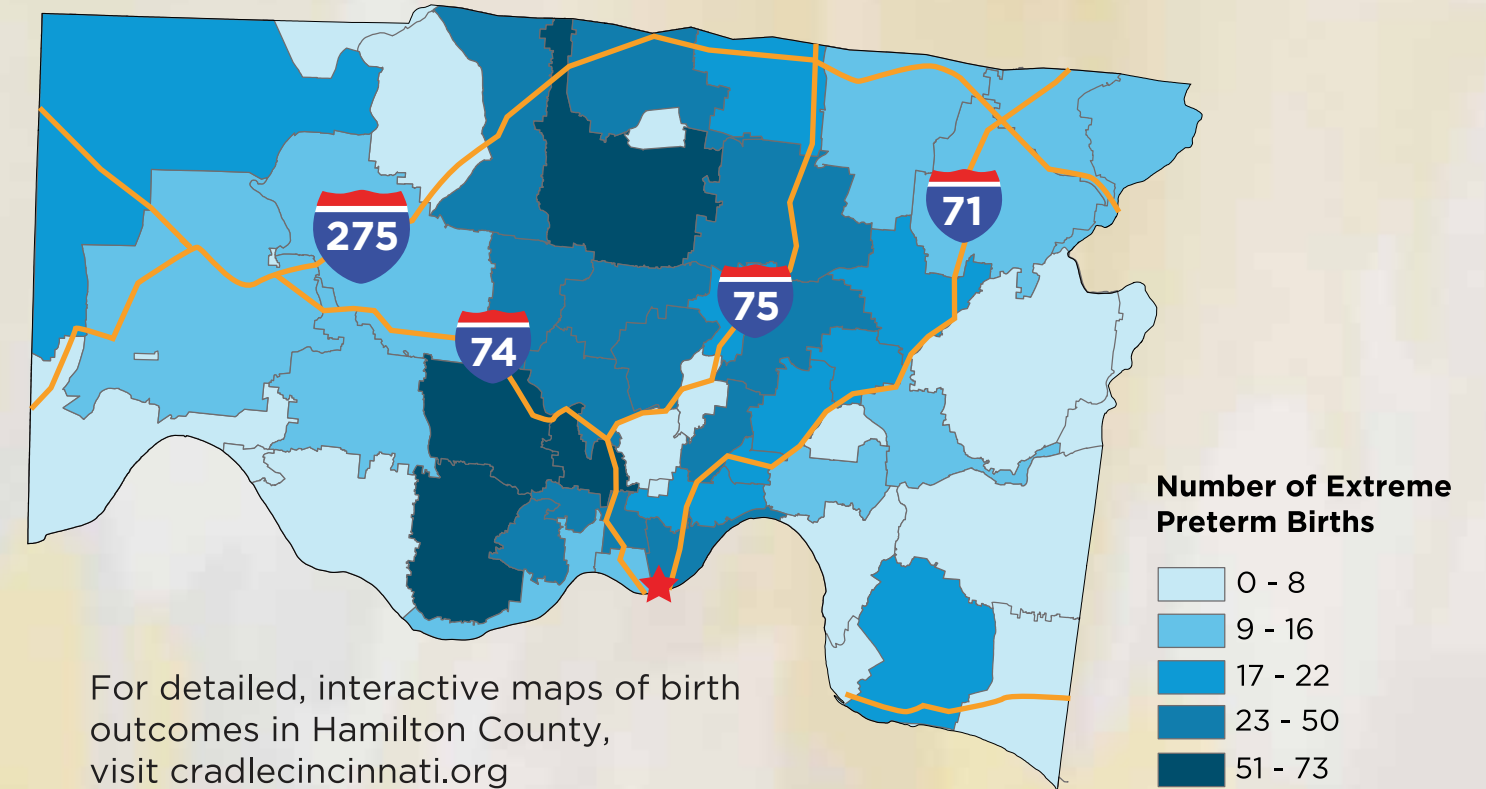 275
71
75
74
Number of Extreme
Preterm Births
0 - 8
9 - 16
17 - 22
23 - 50
51 - 73
For detailed, interactive maps of birth
outcomes in Hamilton County,
visit cradlecincinnati.org